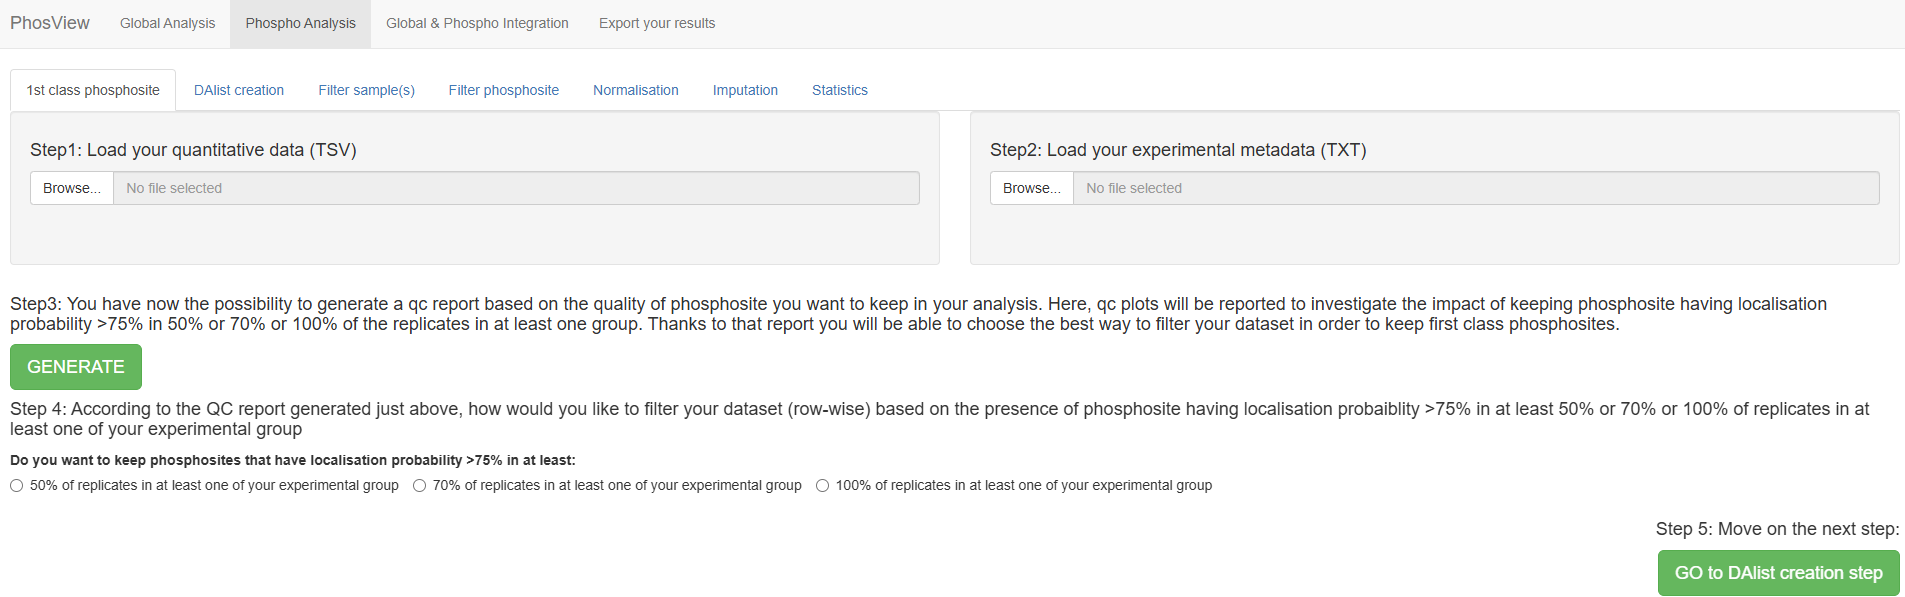 PhosView Global Analysis Phospho Analysis Global & Phospho Integration Export your results
1st class phosphosite DAlist creation Filter sample(s) Filter phosphosite Normalisation Imputation Statistics
Step1: Load your quantitative data (TSV)
Browse... No file selected
Step2: Load your experimental metadata (TXT)
Browse... No file selected
Step3: You have now the possibility to generate a qc report based on the quality of phosphosite you want to keep in your analysis. Here, qc plots will be reported to investigate the impact of keeping phosphosite having localisation
probability >75% in 50% or 70% or 100% of the replicates in at least one group. Thanks to that report you will be able to choose the best way to filter your dataset in order to keep first class phosphosites.
GENERATE
Step 4: According to the QC report generated just above, how would you like to filter your dataset (row-wise) based on the presence of phosphosite having localisation probaiblity >75% in at least 50% or 70% or 100% of replicates in at
least one of your experimental group
Do you want to keep phosphosites that have localisation probability >75% in at least:
50% of replicates in at least one of your experimental group 70% of replicates in at least one of your experimental group 100% of replicates in at least one of your experimental group
Step 5: Move on the next step:
GO to DAlist creation step